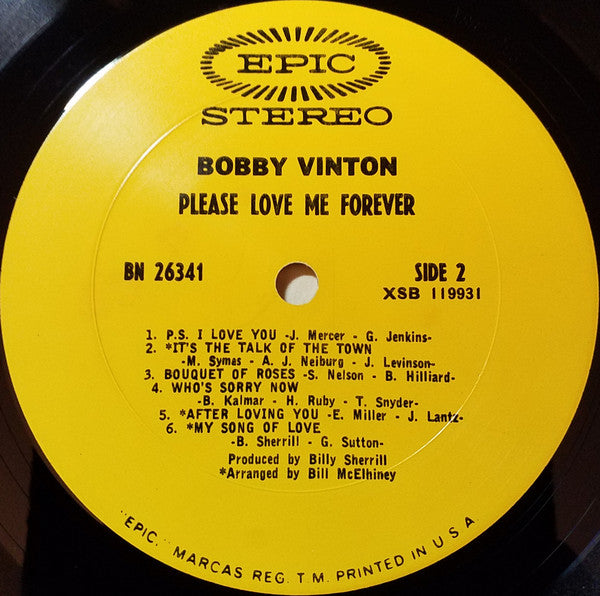 EPIC
STEREO
BOBBY VINTON
PLEASE LOVE ME FOREVER
BN 26341
SIDE 2
XSB 119931
1. P.S. I LOVE YOU -J. Mercer - G. Jenkins-
2. *IT'S THE TALK OF THE TOWN
-M. Symas - A. J. Neiburg - J. Levinson-
3. BOUQUET OF ROSES -S. Nelson - B. Hilliard-
4. WHO'S SORRY NOW
-B. Kalmar - H. Ruby - T. Snyder-
5. *AFTER LOVING YOU -E. Miller - J. Lantz-
6. *MY SONG OF LOVE
-B. Sherrill - G. Sutton-
Produced by Billy Sherrill
*Arranged by Bill McElhiney
"EPIC," MARCAS REG. T.M. PRINTED IN U.S.A.